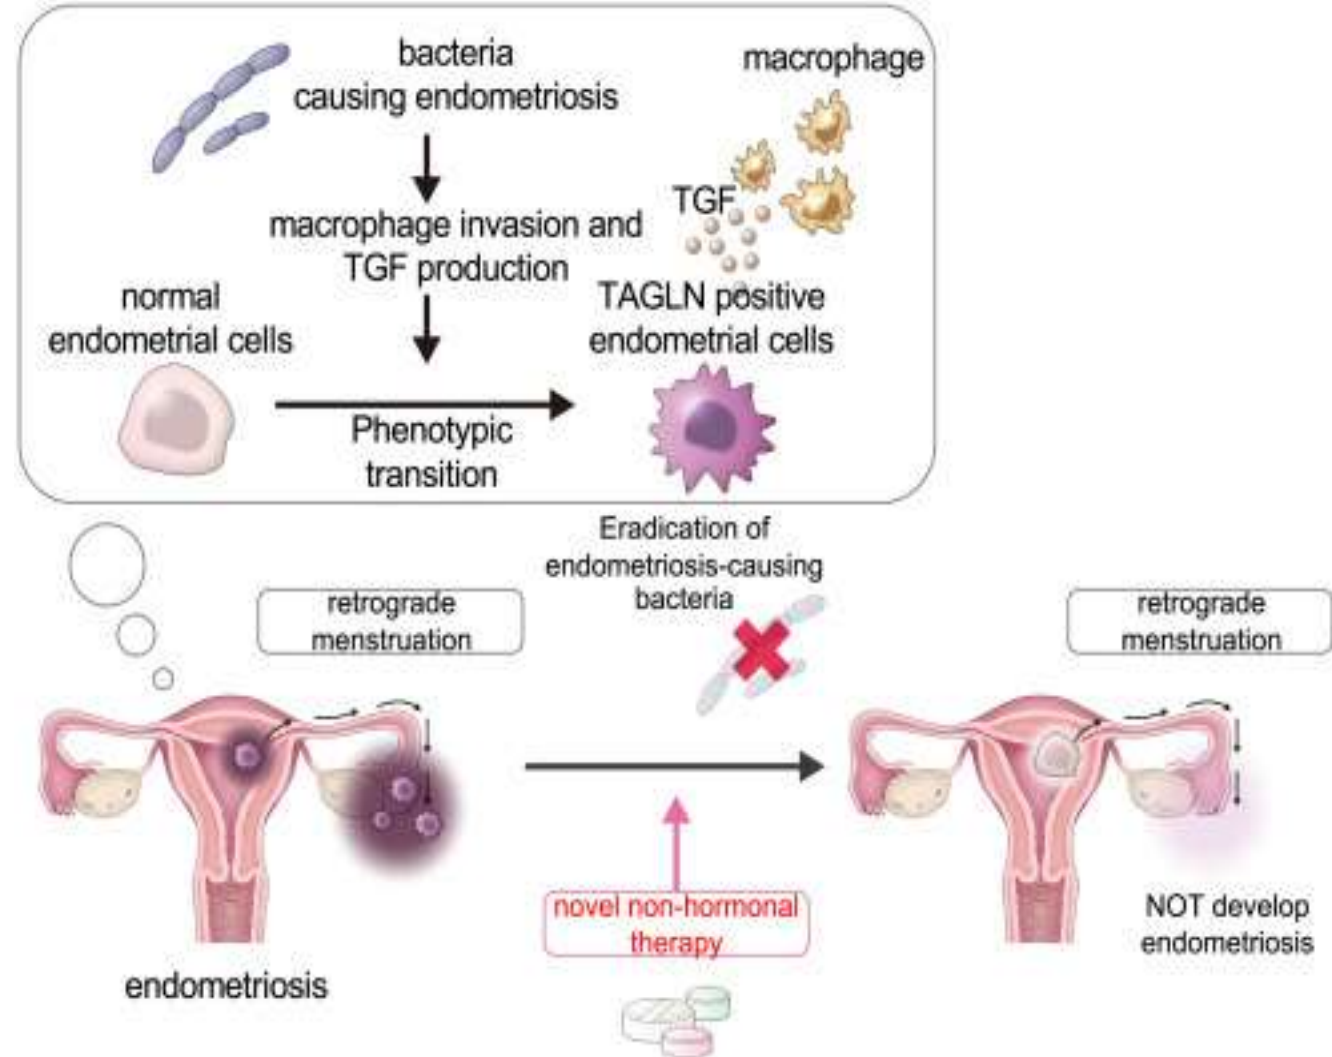 bacteria
causing endometriosis
macrophage
TGF
macrophage invasion and
TGF production
normal
endometrial cells
TAGLN positive
endometrial cells
Phenotypic
transition
Eradication of
endometriosis-causing
bacteria
retrograde
menstruation
retrograde
menstruation
novel non-hormonal
therapy
NOT develop
endometriosis
endometriosis